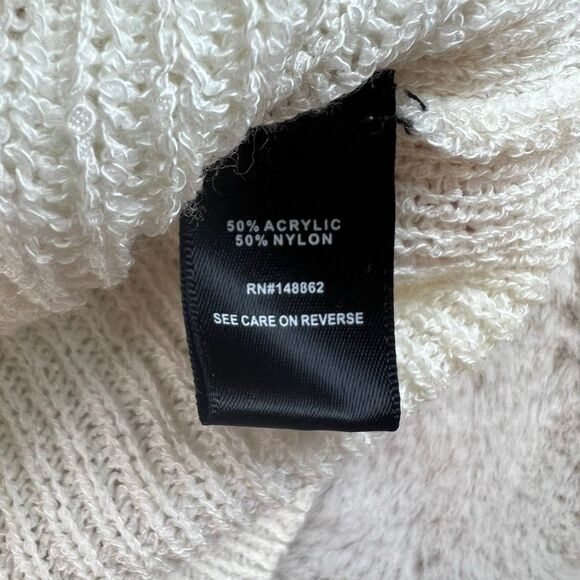 50% ACRYLIC
50% NYLON
RN#148862
SEE CARE ON REVERSE